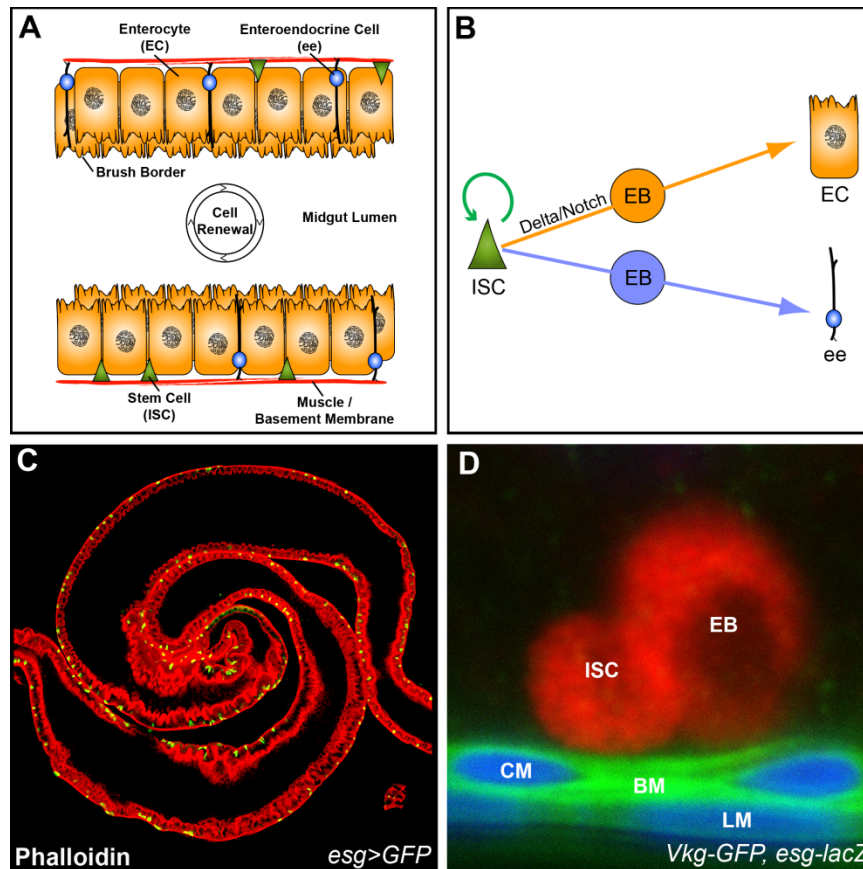 A
Enterocyte
(EC)
Enteroendocrine Cell
(ee)
Brush Border
Cell
Renewal
Midgut Lumen
Stem Cell
(ISC)
Muscle /
Basement Membrane
B
ISC
Delta/Notch
EB
EB
EC
ee
C
Phalloidin
esg>GFP
D
ISC
EB
CM
BM
LM
Vkg-GFP, esg-lacZ